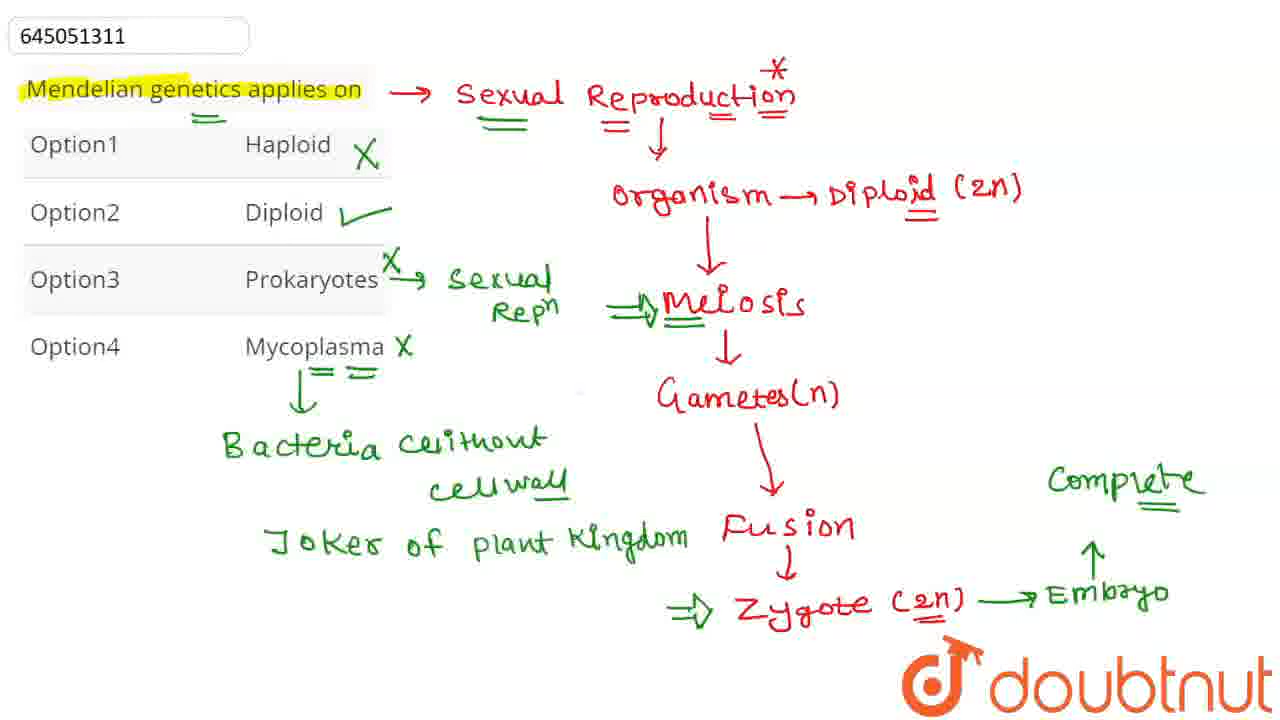 645051311
Mendelian genetics applies on → Sexual Reproduction *
Option1 Haploid X
Option2 Diploid ✓
Organism → Diploid (2n)
Option3 Prokaryotes X → Sexual
Repn
⇒ Meiosis
Option4 Mycoplasma X
Gametes(n)
Bacteria without
cellwall
Complete
Joker of plant Kingdom
Fusion
⇒ Zygote (2n) → Embryo
doubtnut